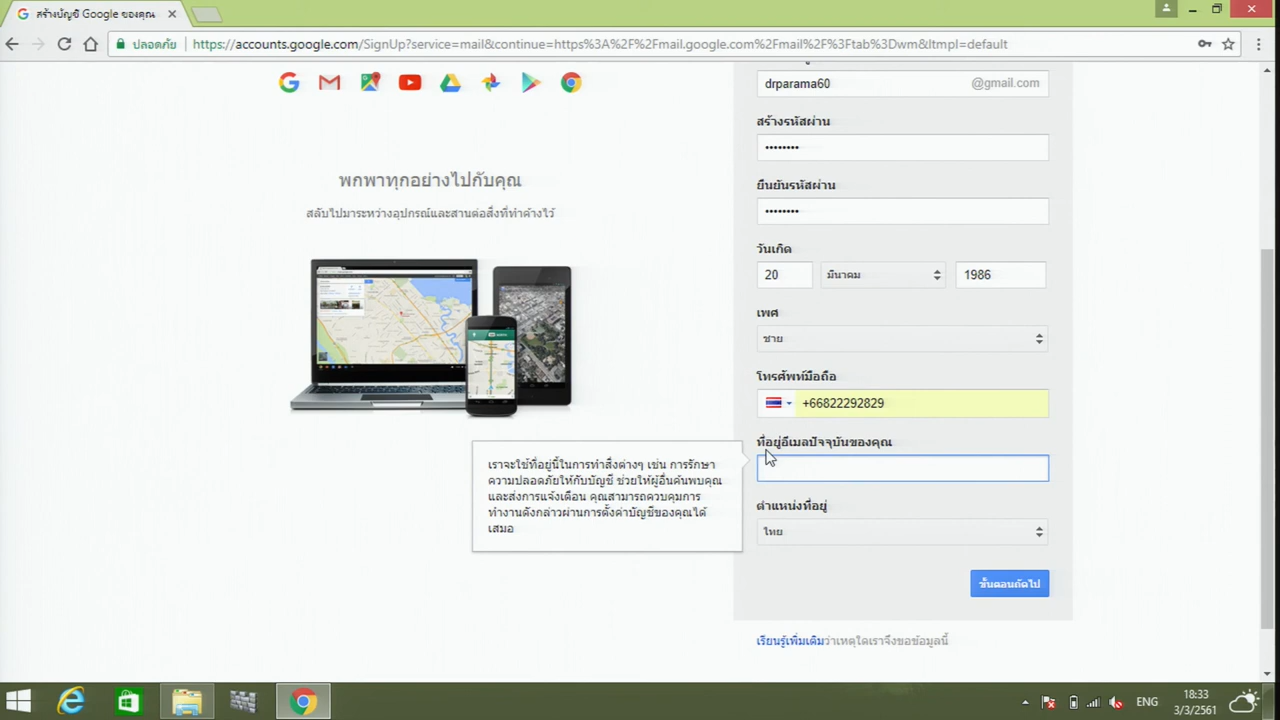 สร้างบัญชี Google ของคุณ
ปลอดภัย
https://accounts.google.com/SignUp?service=mail&continue=https%3A%2F%2Fmail.google.com%2Fmail%2F%3Ftab%3Dwm&ltmpl=default
พกพาทุกอย่างไปกับคุณ
สลับไปมาระหว่างอุปกรณ์และสานต่อสิ่งที่ทำค้างไว้
drparama60 @gmail.com
สร้างรหัสผ่าน
••••••••
ยืนยันรหัสผ่าน
••••••••
วันเกิด
20 มีนาคม 1986
เพศ
ชาย
โทรศัพท์มือถือ
+66822292829
ที่อยู่อีเมลปัจจุบันของคุณ
เราจะใช้ที่อยู่นี้ในการทำสิ่งต่างๆ เช่น การรักษา
ความปลอดภัยให้กับบัญชี ช่วยให้ผู้อื่นค้นพบคุณ
และส่งการแจ้งเตือน คุณสามารถควบคุมการ
ทำงานดังกล่าวผ่านการตั้งค่าบัญชีของคุณได้
เสมอ
ตำแหน่งที่อยู่
ไทย
ขั้นตอนถัดไป
เรียนรู้เพิ่มเติมว่าเหตุใดเราจึงขอข้อมูลนี้
ENG
18:33
3/3/2561